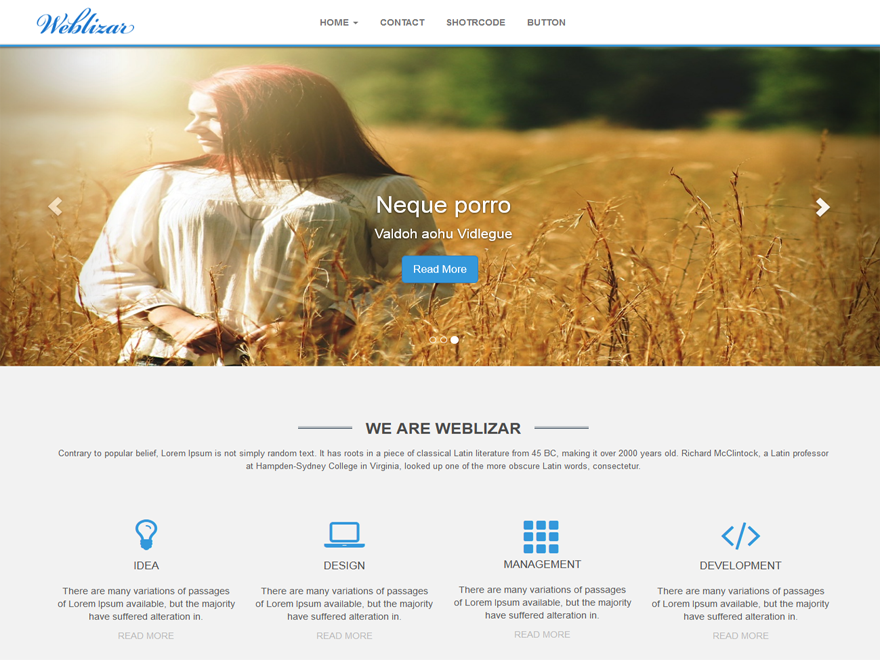 Weblizar
HOME
CONTACT
SHOTRCODE
BUTTON
Neque porro
Valdoh aohu Vidlegue
Read More
WE ARE WEBLIZAR
Contrary to popular belief, Lorem Ipsum is not simply random text. It has roots in a piece of classical Latin literature from 45 BC, making it over 2000 years old. Richard McClintock, a Latin professor
at Hampden-Sydney College in Virginia, looked up one of the more obscure Latin words, consectetur.
IDEA
There are many variations of passages
of Lorem Ipsum available, but the majority
have suffered alteration in.
READ MORE
DESIGN
There are many variations of passages
of Lorem Ipsum available, but the majority
have suffered alteration in.
READ MORE
MANAGEMENT
There are many variations of passages
of Lorem Ipsum available, but the majority
have suffered alteration in.
READ MORE
DEVELOPMENT
There are many variations of passages
of Lorem Ipsum available, but the majority
have suffered alteration in.
READ MORE